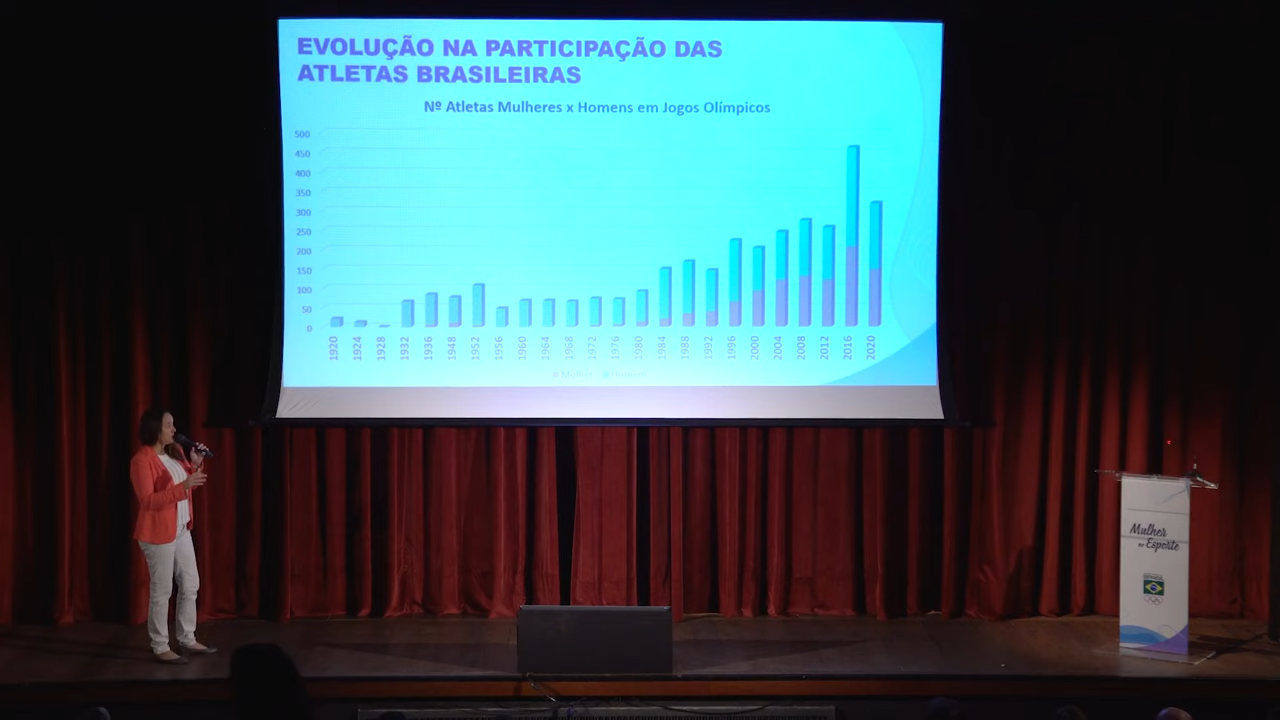 EVOLUÇÃO NA PARTICIPAÇÃO DAS
ATLETAS BRASILEIRAS
Nº Atletas Mulheres x Homens em Jogos Olímpicos
500
450
400
350
300
250
200
150
100
50
0
1920 1924 1928 1932 1936 1948 1952 1956 1960 1964 1968 1972 1976 1980 1984 1988 1992 1996 2000 2004 2008 2012 2016 2020
Mulher
no Esporte